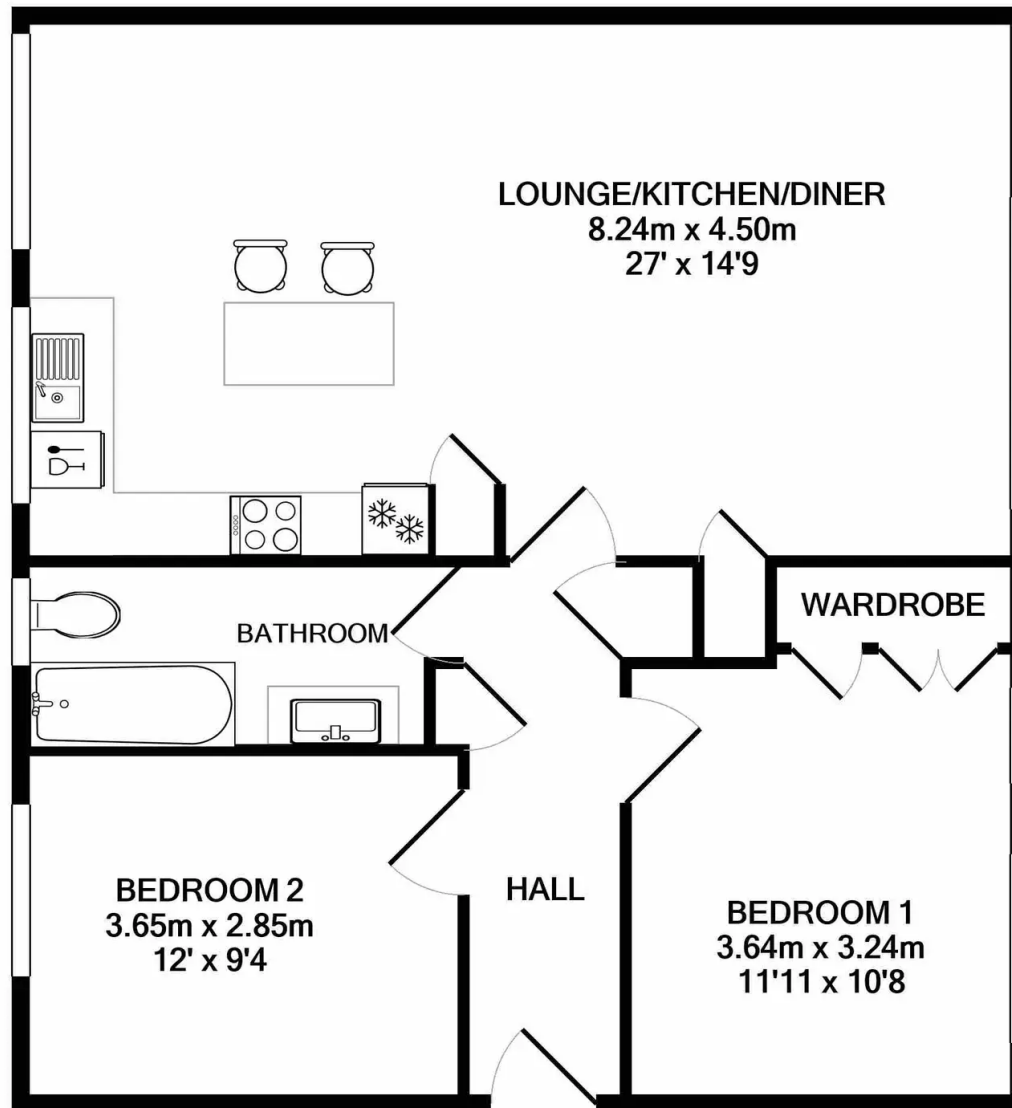 LOUNGE/KITCHEN/DINER
8.24m x 4.50m
27' x 14'9
WARDROBE
BATHROOM
BEDROOM 2
3.65m x 2.85m
12' x 9'4
HALL
BEDROOM 1
3.64m x 3.24m
11'11 x 10'8